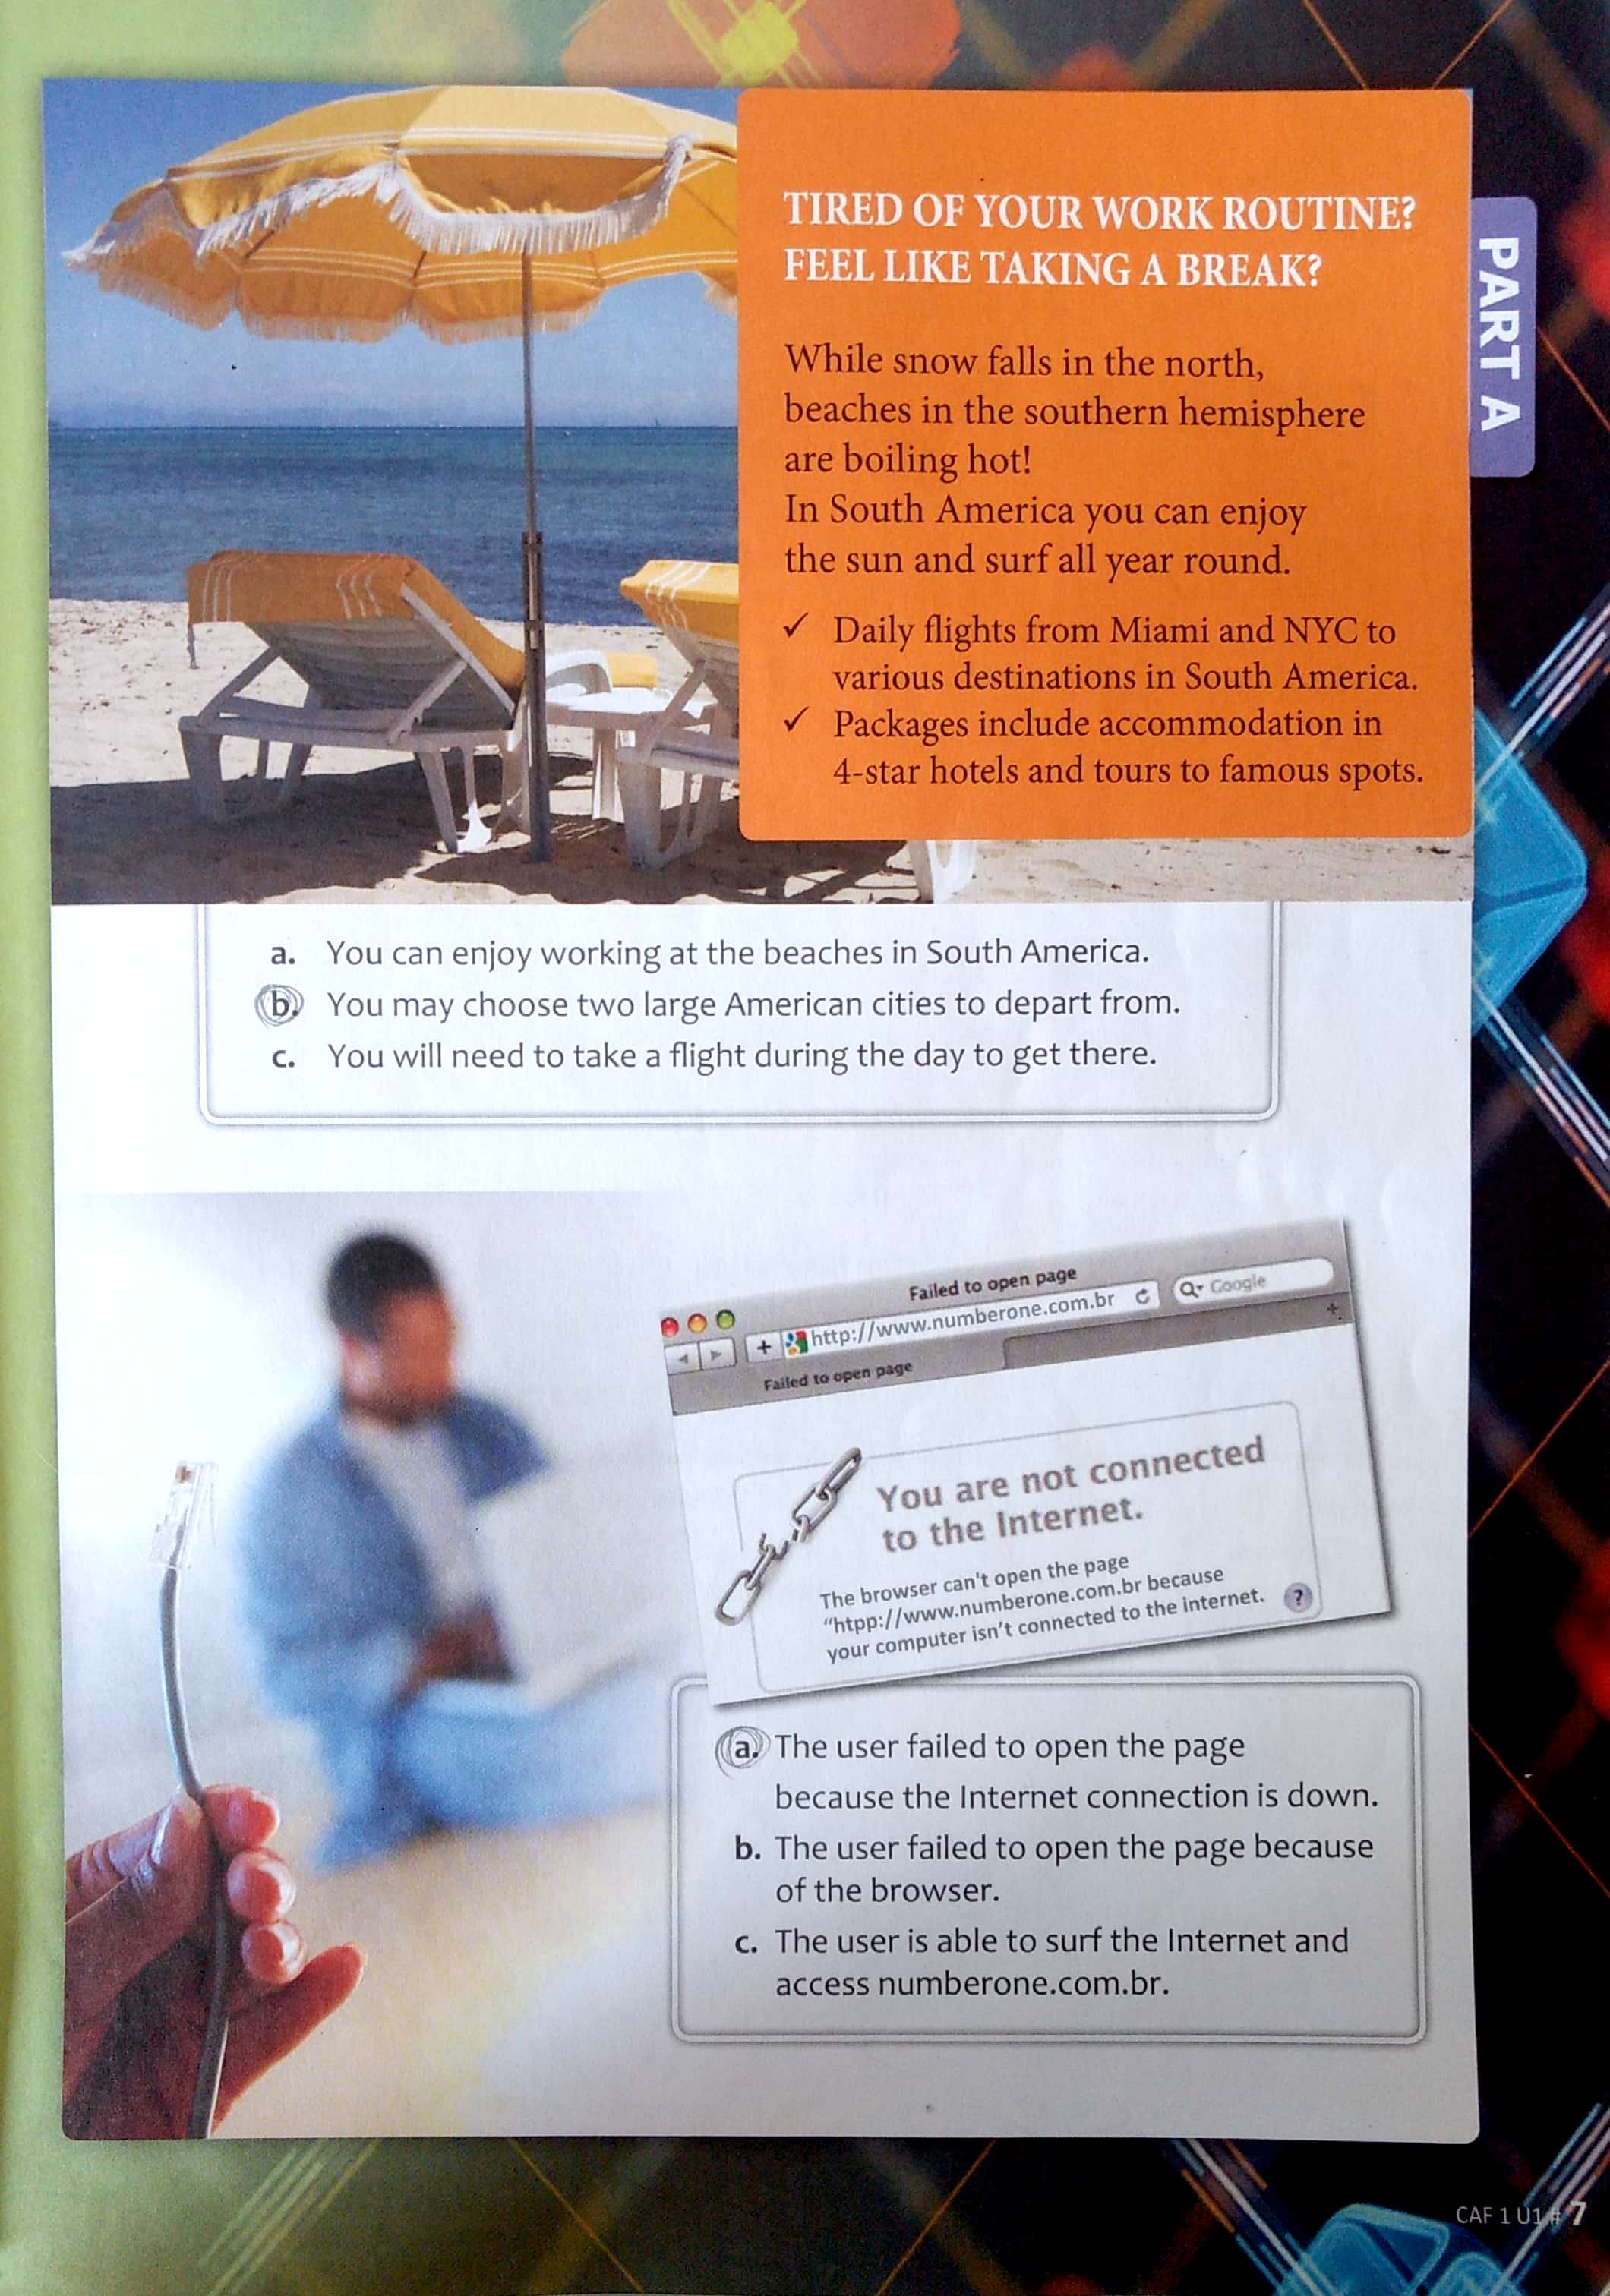 TIRED OF YOUR WORK ROUTINE?
FEEL LIKE TAKING A BREAK?
While snow falls in the north,
beaches in the southern hemisphere
are boiling hot!
In South America you can enjoy
the sun and surf all year round.
✓ Daily flights from Miami and NYC to
various destinations in South America.
✓ Packages include accommodation in
4-star hotels and tours to famous spots.
PART A
a. You can enjoy working at the beaches in South America.
b. You may choose two large American cities to depart from.
c. You will need to take a flight during the day to get there.
Failed to open page
http://www.numberone.com.br
Google
Failed to open page
You are not connected
to the Internet.
The browser can't open the page
"htpp://www.numberone.com.br because
your computer isn't connected to the internet.
?
a. The user failed to open the page
because the Internet connection is down.
b. The user failed to open the page because
of the browser.
c. The user is able to surf the Internet and
access numberone.com.br.
CAF 1 U1 # 7